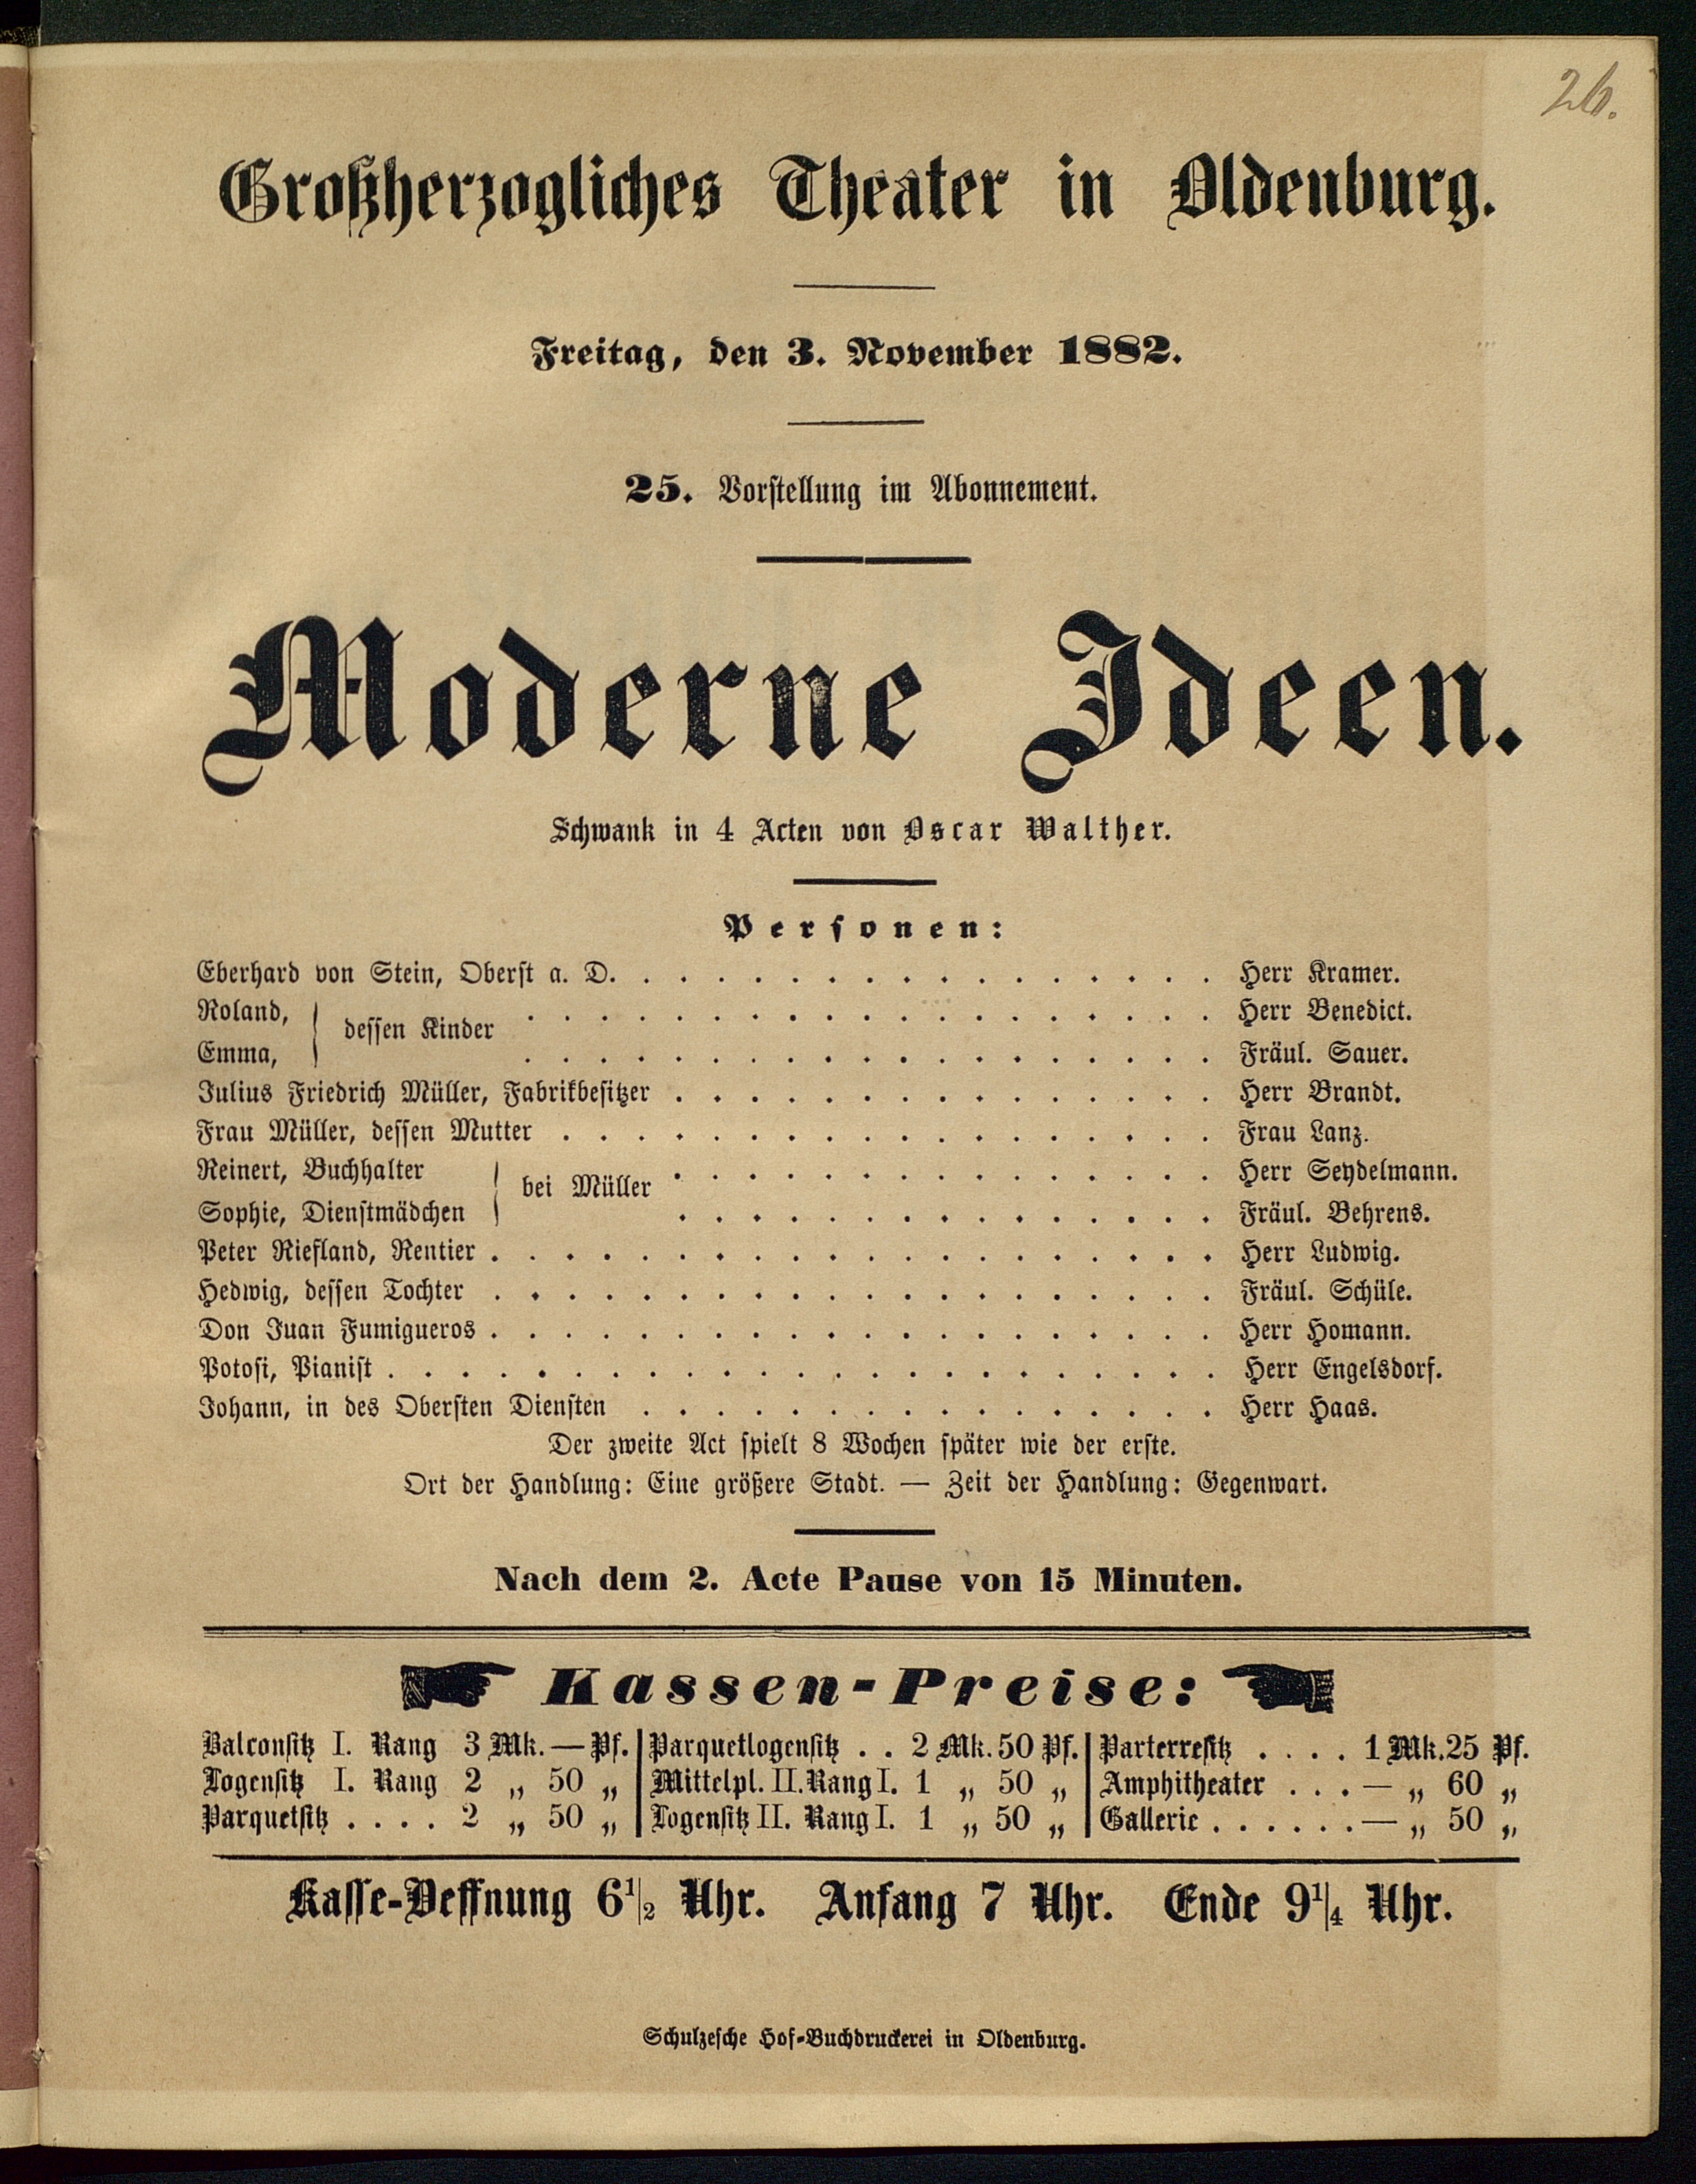 26.
Großherzogliches Theater in Oldenburg.
Freitag, den 3. November 1882.
25. Vorstellung im Abonnement.
Moderne Ideen.
Schwank in 4 Acten von Oscar Walther.
Personen:
Eberhard von Stein, Oberst a. D. . . . . . . . . . . . . . . . . Herr Kramer.
Roland, } dessen Kinder . . . . . . . . . . . . . . . . . . . Herr Benedict.
Emma, } . . . . . . . . . . . . . . . . . . . Fräul. Sauer.
Julius Friedrich Müller, Fabrikbesitzer . . . . . . . . . . . . . . . Herr Brandt.
Frau Müller, dessen Mutter . . . . . . . . . . . . . . . . . . Frau Lanz.
Reinert, Buchhalter } bei Müller . . . . . . . . . . . . . . . Herr Seydelmann.
Sophie, Dienstmädchen } . . . . . . . . . . . . . . . Fräul. Behrens.
Peter Riefland, Rentier . . . . . . . . . . . . . . . . . . . . Herr Ludwig.
Hedwig, dessen Tochter . . . . . . . . . . . . . . . . . . . . Fräul. Schüle.
Don Juan Fumigueros . . . . . . . . . . . . . . . . . . . . Herr Homann.
Potosi, Pianist . . . . . . . . . . . . . . . . . . . . . . . Herr Engelsdorf.
Johann, in des Obersten Diensten . . . . . . . . . . . . . . . . Herr Haas.
Der zweite Act spielt 8 Wochen später wie der erste.
Ort der Handlung: Eine größere Stadt. — Zeit der Handlung: Gegenwart.
Nach dem 2. Acte Pause von 15 Minuten.
Kassen-Preise:
Balconsitz I. Rang 3 Mk. — Pf. | Parquetlogensitz . . 2 Mk. 50 Pf. | Parterresitz . . . . 1 Mk. 25 Pf.
Logensitz I. Rang 2 „ 50 „ | Mittelpl. II. Rang I. 1 „ 50 „ | Amphitheater . . . — „ 60 „
Parquetsitz . . . . 2 „ 50 „ | Logensitz II. Rang I. 1 „ 50 „ | Gallerie . . . . . . — „ 50 „
Kasse-Oeffnung 6½ Uhr. Anfang 7 Uhr. Ende 9¼ Uhr.
Schulzesche Hof-Buchdruckerei in Oldenburg.